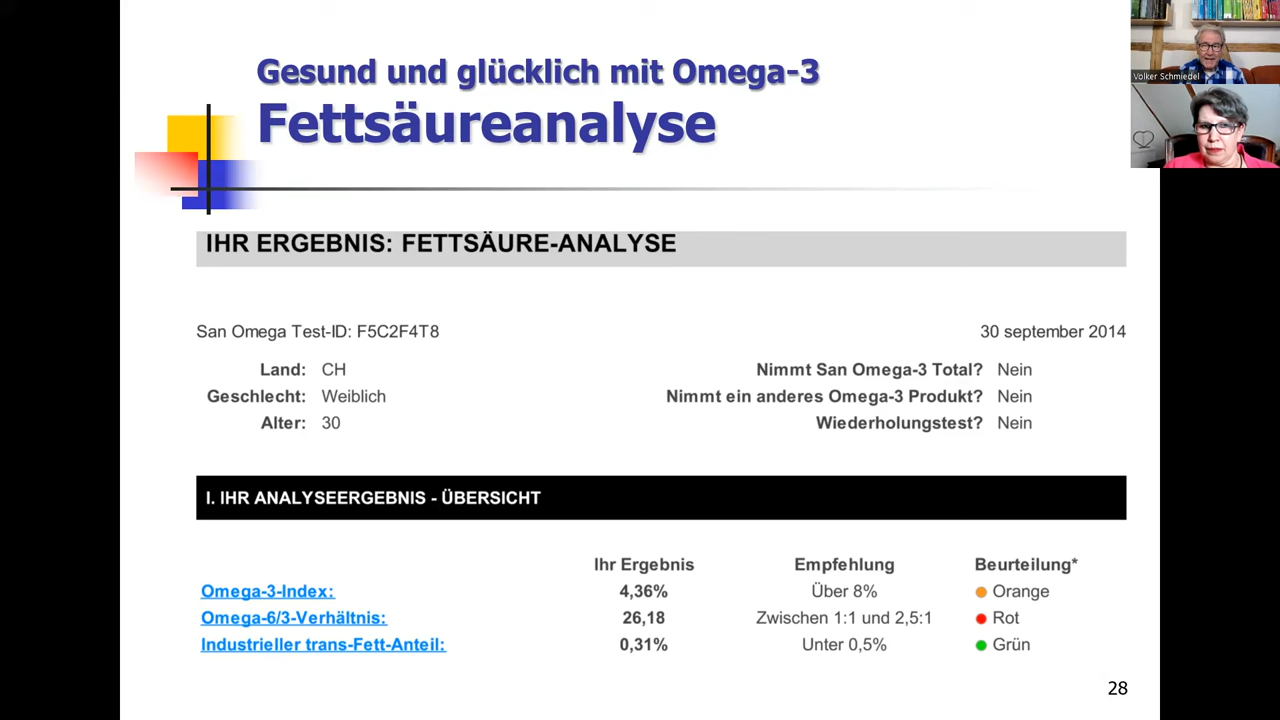 Gesund und glücklich mit Omega-3
Fettsäureanalyse
Volker Schmiedel
IHR ERGEBNIS: FETTSÄURE-ANALYSE
San Omega Test-ID: F5C2F4T8 30 september 2014
Land: CH Nimmt San Omega-3 Total? Nein
Geschlecht: Weiblich Nimmt ein anderes Omega-3 Produkt? Nein
Alter: 30 Wiederholungstest? Nein
I. IHR ANALYSEERGEBNIS - ÜBERSICHT
Ihr Ergebnis Empfehlung Beurteilung*
Omega-3-Index: 4,36% Über 8% Orange
Omega-6/3-Verhältnis: 26,18 Zwischen 1:1 und 2,5:1 Rot
Industrieller trans-Fett-Anteil: 0,31% Unter 0,5% Grün
28